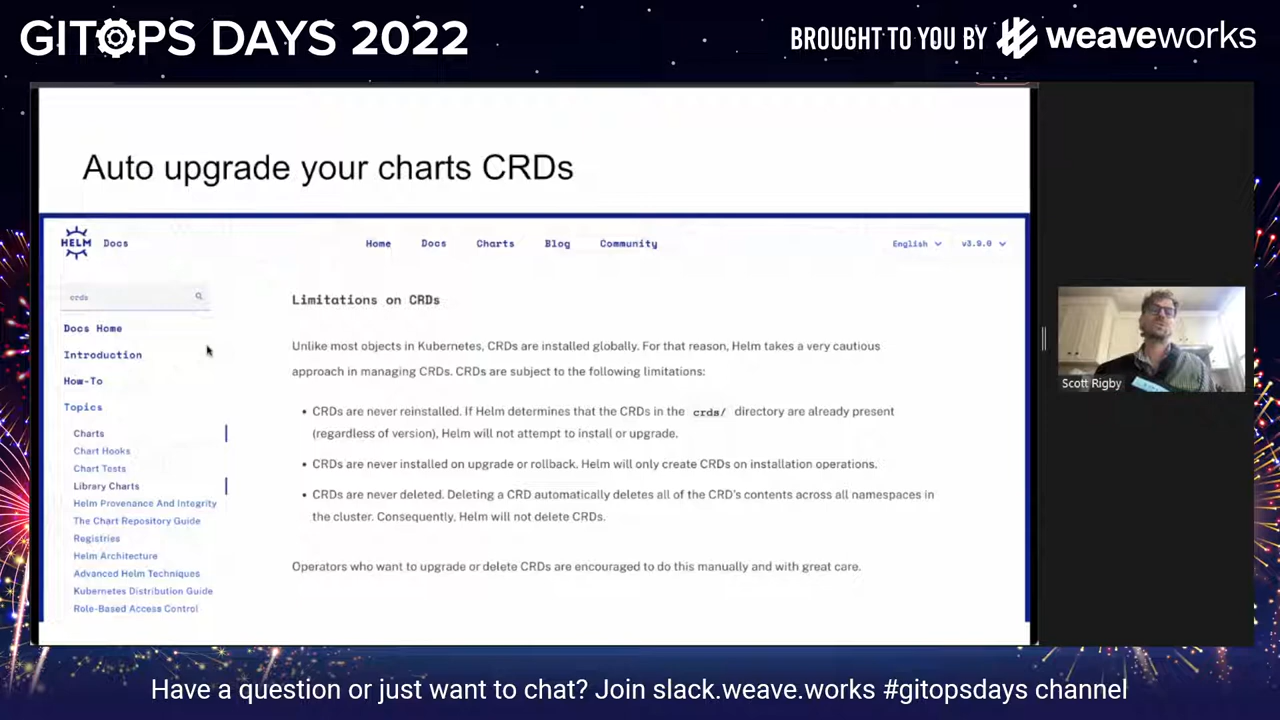 GITOPS DAYS 2022
BROUGHT TO YOU BY weaveworks
Auto upgrade your charts CRDs
HELM Docs
Home Docs Charts Blog Community
English v3.9.0
crds
Docs Home
Introduction
How-To
Topics
Charts
Chart Hooks
Chart Tests
Library Charts
Helm Provenance And Integrity
The Chart Repository Guide
Registries
Helm Architecture
Advanced Helm Techniques
Kubernetes Distribution Guide
Role-Based Access Control
Limitations on CRDs
Unlike most objects in Kubernetes, CRDs are installed globally. For that reason, Helm takes a very cautious
approach in managing CRDs. CRDs are subject to the following limitations:
• CRDs are never reinstalled. If Helm determines that the CRDs in the crds/ directory are already present
(regardless of version), Helm will not attempt to install or upgrade.
• CRDs are never installed on upgrade or rollback. Helm will only create CRDs on installation operations.
• CRDs are never deleted. Deleting a CRD automatically deletes all of the CRD's contents across all namespaces in
the cluster. Consequently, Helm will not delete CRDs.
Operators who want to upgrade or delete CRDs are encouraged to do this manually and with great care.
Scott Rigby
Have a question or just want to chat? Join slack.weave.works #gitopsdays channel